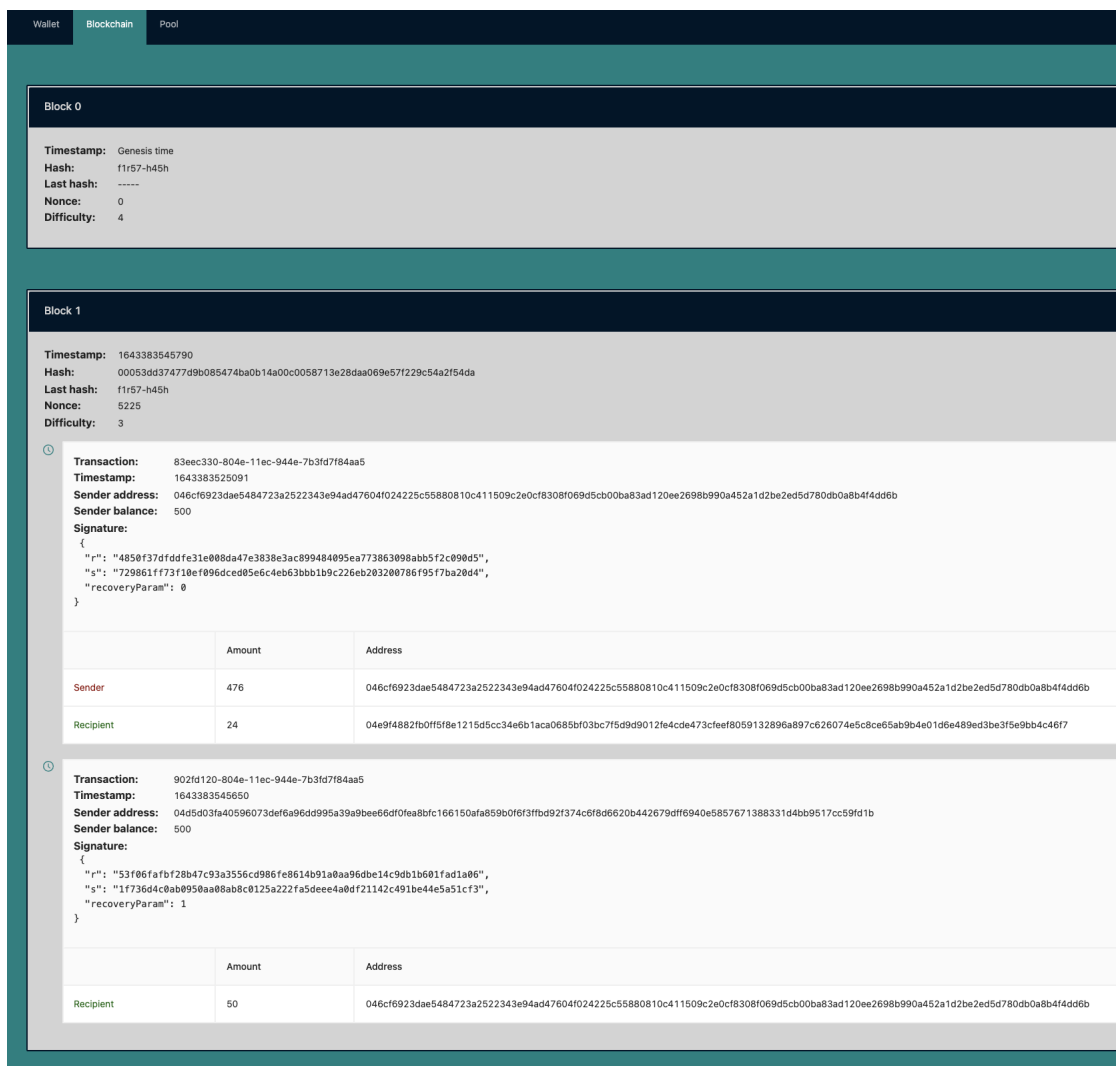 Wallet Blockchain Pool
Block 0
Timestamp: Genesis time
Hash: f1r57-h45h
Last hash: -----
Nonce: 0
Difficulty: 4
Block 1
Timestamp: 1643383545790
Hash: 00053dd37477d9b085474ba0b14a00c0058713e28daa069e57f229c54a2f54da
Last hash: f1r57-h45h
Nonce: 5225
Difficulty: 3
Transaction: 83eec330-804e-11ec-944e-7b3fd7f84aa5
Timestamp: 1643383525091
Sender address: 046cf6923dae5484723a2522343e94ad47604f024225c55880810c411509c2e0cf8308f069d5cb00ba83ad120ee2698b990a452a1d2be2ed5d780db0a8b4f4dd6b
Sender balance: 500
Signature:
{
"r": "4850f37dfddfe31e008da47e3838e3ac899484095ea773863098abb5f2c090d5",
"s": "729861ff73f10ef096dced05e6c4eb63bbb1b9c226eb203200786f95f7ba20d4",
"recoveryParam": 0
}
Amount Address
Sender 476 046cf6923dae5484723a2522343e94ad47604f024225c55880810c411509c2e0cf8308f069d5cb00ba83ad120ee2698b990a452a1d2be2ed5d780db0a8b4f4dd6b
Recipient 24 04e9f4882fb0ff5f8e1215d5cc34e6b1aca0685bf03bc7f5d9d9012fe4cde473cfeef8059132896a897c626074e5c8ce65ab9b4e01d6e489ed3be3f5e9bb4c46f7
Transaction: 902fd120-804e-11ec-944e-7b3fd7f84aa5
Timestamp: 1643383545650
Sender address: 04d5d03fa40596073def6a96dd995a39a9bee66df0fea8bfc166150afa859b0f6f3ffbd92f374c6f8d6620b442679dff6940e5857671388331d4bb9517cc59fd1b
Sender balance: 500
Signature:
{
"r": "53f06fafbf28b47c93a3556cd986fe8614b91a0aa96dbe14c9db1b601fad1a06",
"s": "1f736d4c0ab0950aa08ab8c0125a222fa5deee4a0df21142c491be44e5a51cf3",
"recoveryParam": 1
}
Amount Address
Recipient 50 046cf6923dae5484723a2522343e94ad47604f024225c55880810c411509c2e0cf8308f069d5cb00ba83ad120ee2698b990a452a1d2be2ed5d780db0a8b4f4dd6b